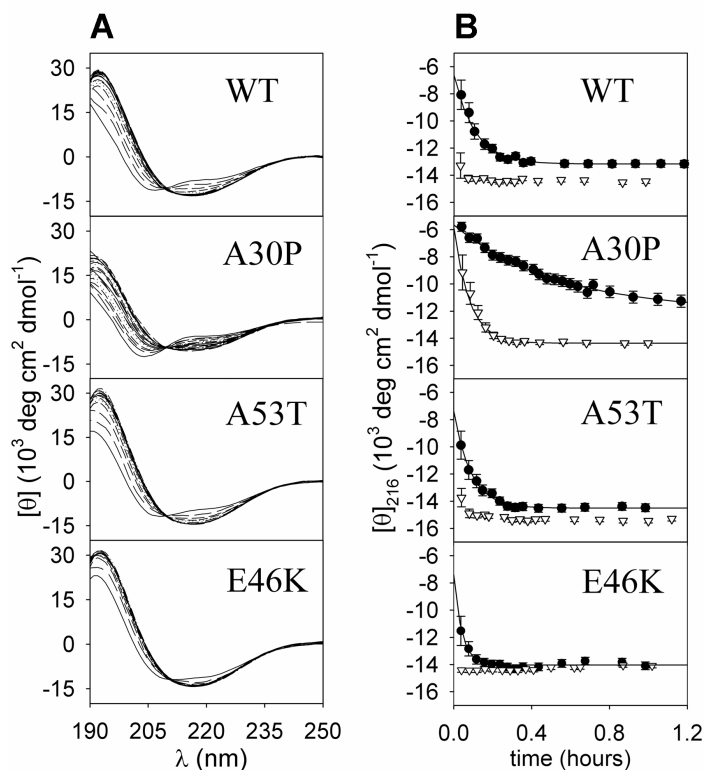 A
B
30
15
0
-15
WT
30
15
0
-15
A30P
30
15
0
-15
A53T
30
15
0
-15
E46K
190 205 220 235 250
λ (nm)
[θ] (10³ deg cm² dmol⁻¹)
-6
-8
-10
-12
-14
-16
WT
-6
-8
-10
-12
-14
-16
A30P
-6
-8
-10
-12
-14
-16
A53T
-6
-8
-10
-12
-14
-16
E46K
0.0 0.4 0.8 1.2
time (hours)
[θ]₂₁₆ (10³ deg cm² dmol⁻¹)